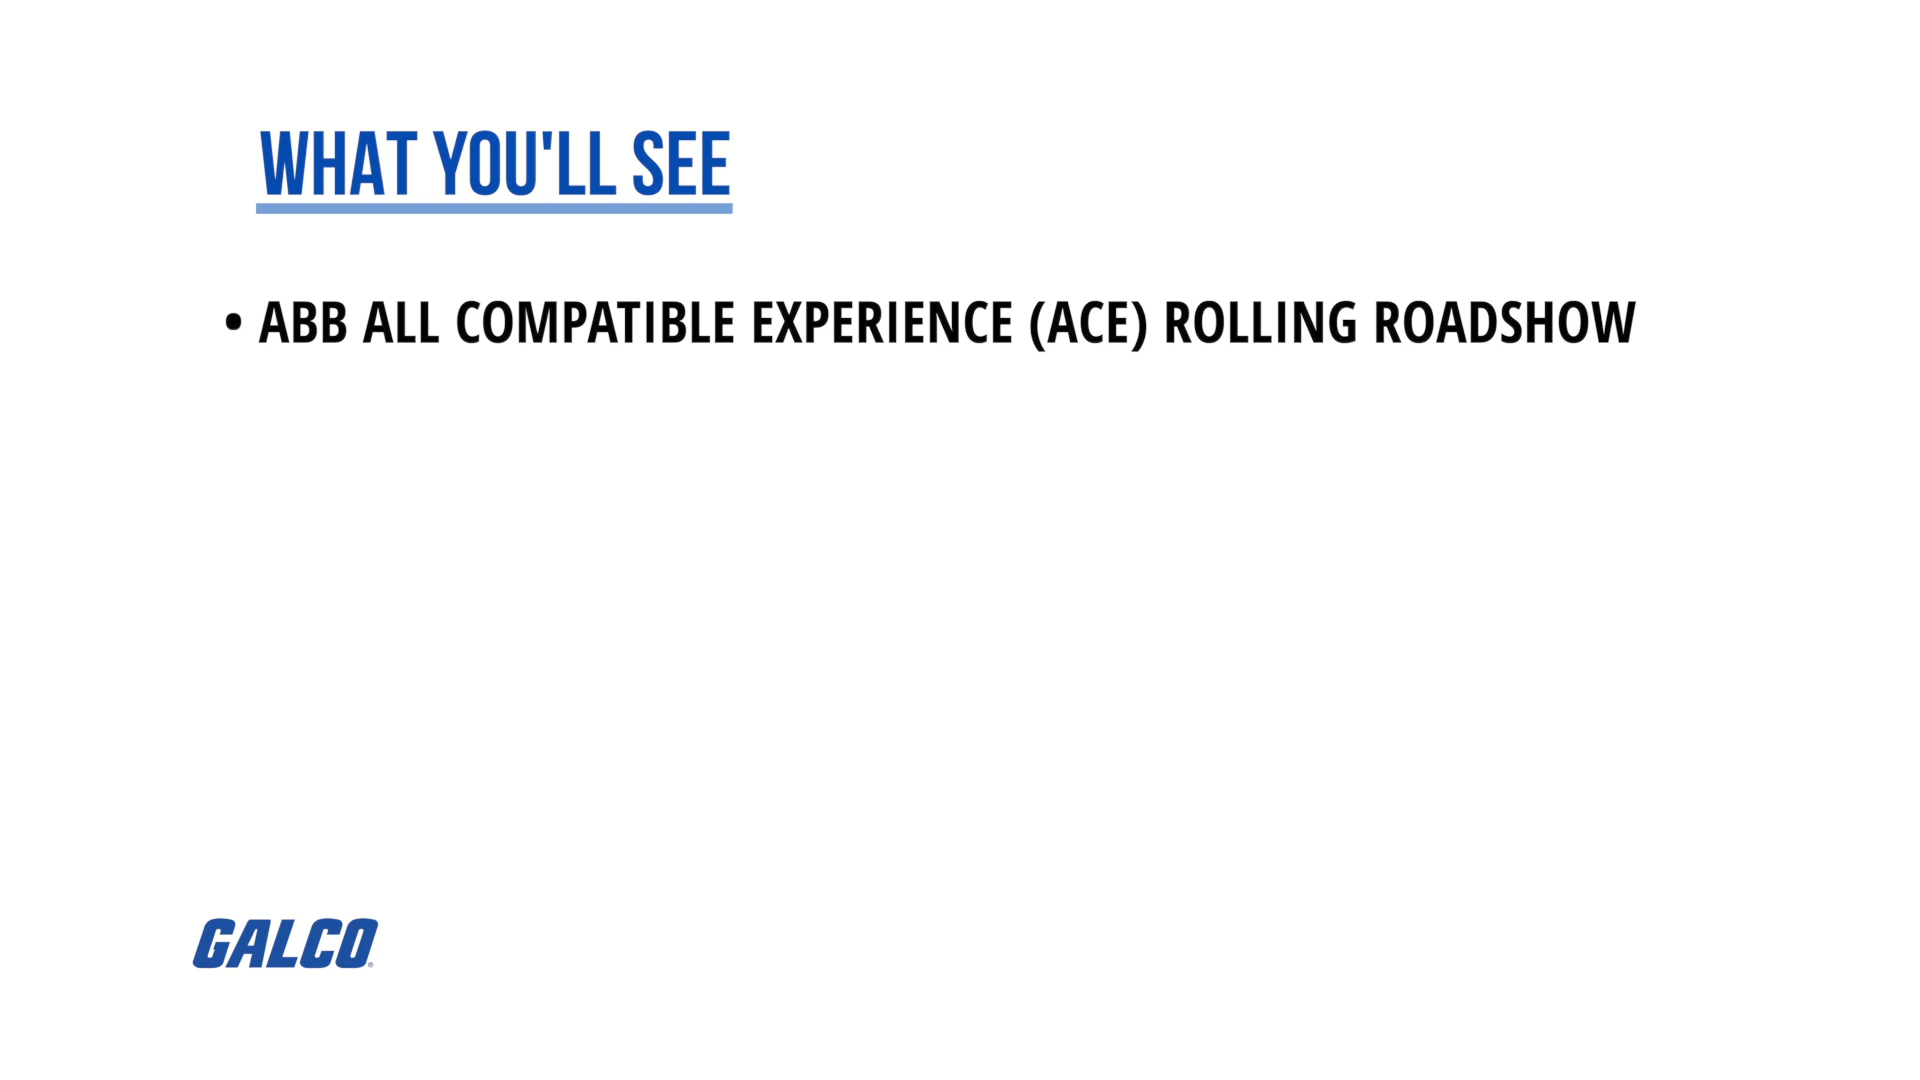 WHAT YOU'LL SEE
• ABB ALL COMPATIBLE EXPERIENCE (ACE) ROLLING ROADSHOW
GALCO®